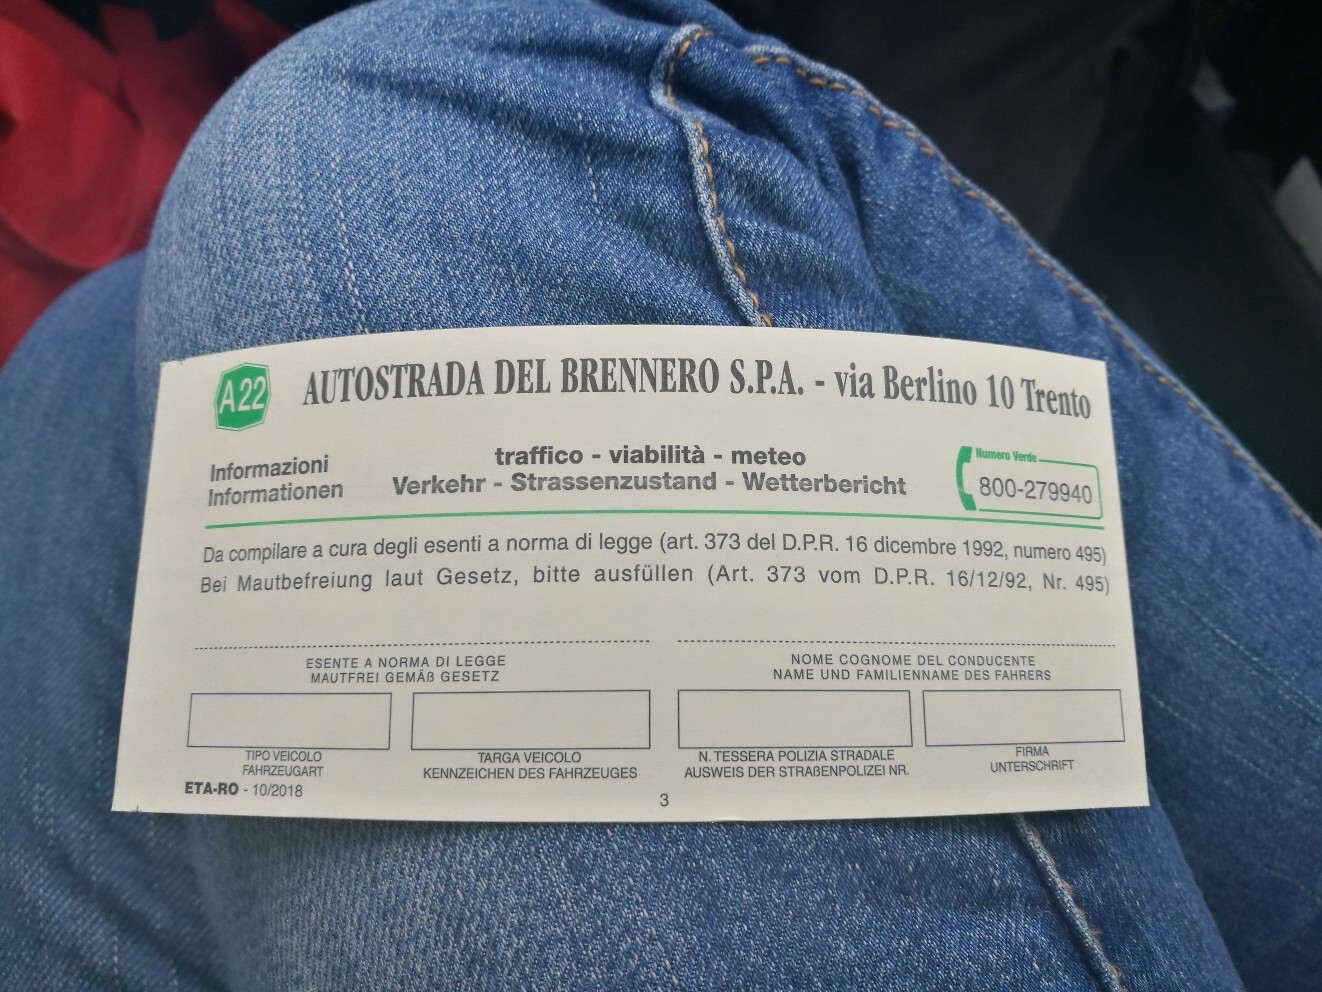 A22
AUTOSTRADA DEL BRENNERO S.P.A. - via Berlino 10 Trento
Informazioni
Informationen
traffico - viabilità - meteo
Verkehr - Strassenzustand - Wetterbericht
Numero Verde
800-279940
Da compilare a cura degli esenti a norma di legge (art. 373 del D.P.R. 16 dicembre 1992, numero 495)
Bei Mautbefreiung laut Gesetz, bitte ausfüllen (Art. 373 vom D.P.R. 16/12/92, Nr. 495)
ESENTE A NORMA DI LEGGE
MAUTFREI GEMÄß GESETZ
NOME COGNOME DEL CONDUCENTE
NAME UND FAMILIENNAME DES FAHRERS
TIPO VEICOLO
FAHRZEUGART
TARGA VEICOLO
KENNZEICHEN DES FAHRZEUGES
N. TESSERA POLIZIA STRADALE
AUSWEIS DER STRAßENPOLIZEI NR.
FIRMA
UNTERSCHRIFT
ETA-RO - 10/2018
3